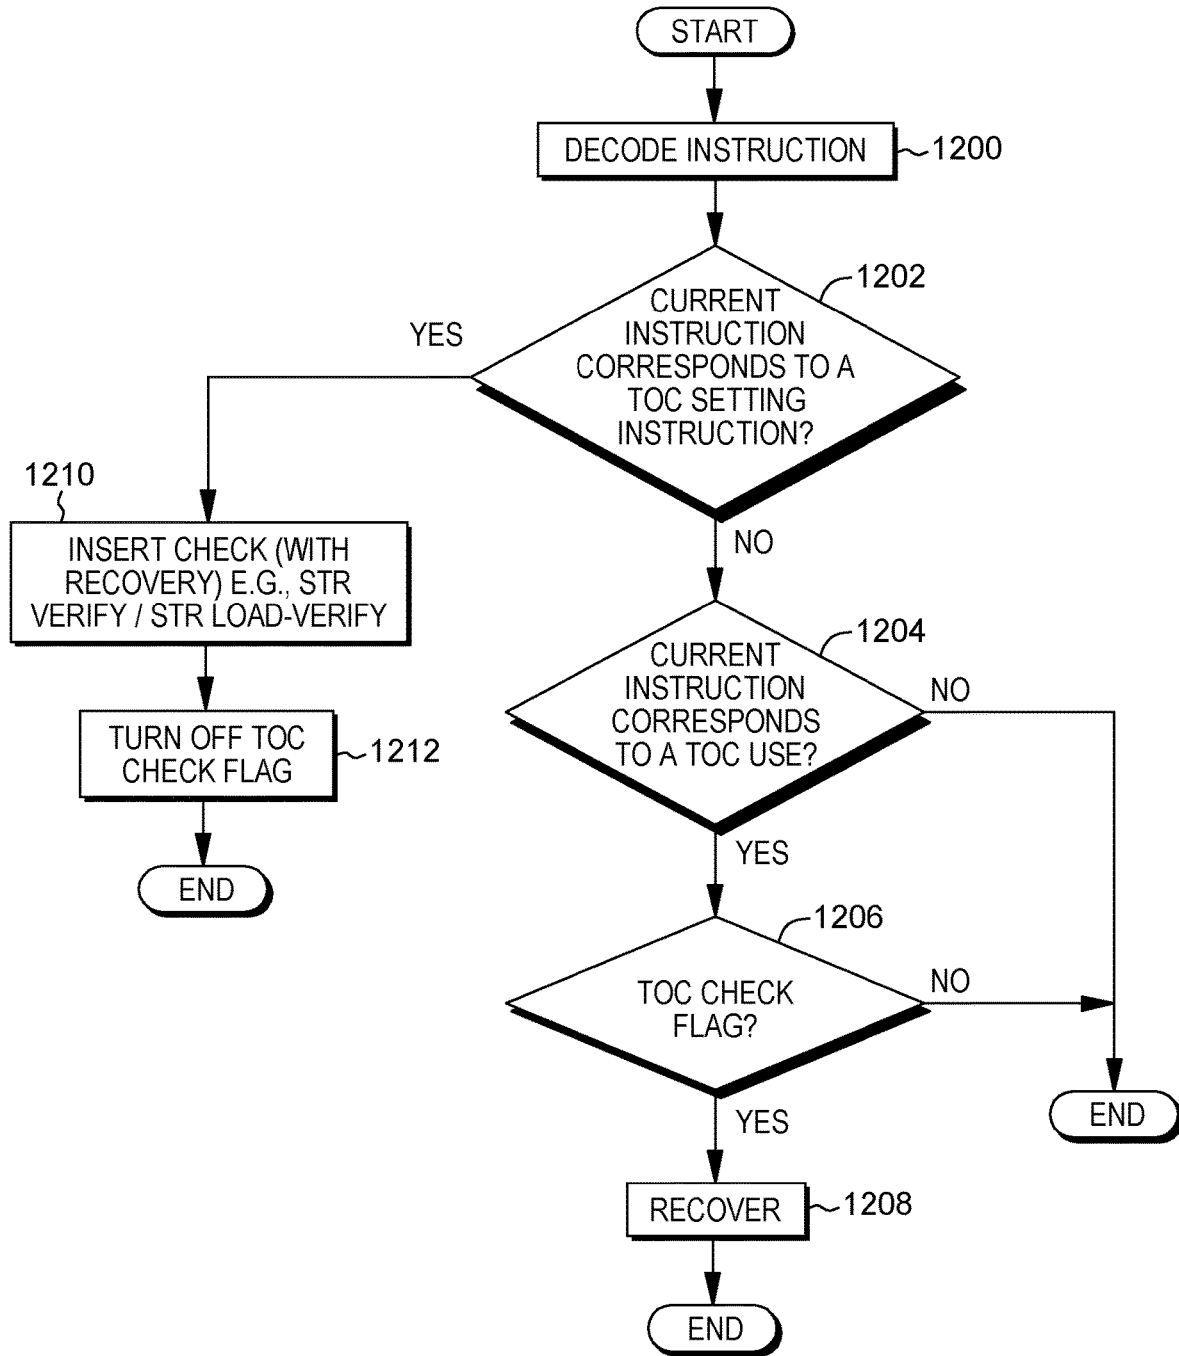 START
DECODE INSTRUCTION
1200
1202
CURRENT
INSTRUCTION
CORRESPONDS TO A
TOC SETTING
INSTRUCTION?
YES
NO
1210
INSERT CHECK (WITH
RECOVERY) E.G., STR
VERIFY / STR LOAD-VERIFY
TURN OFF TOC
CHECK FLAG
1212
END
1204
CURRENT
INSTRUCTION
CORRESPONDS
TO A TOC USE?
NO
YES
1206
TOC CHECK
FLAG?
NO
YES
END
RECOVER
1208
END